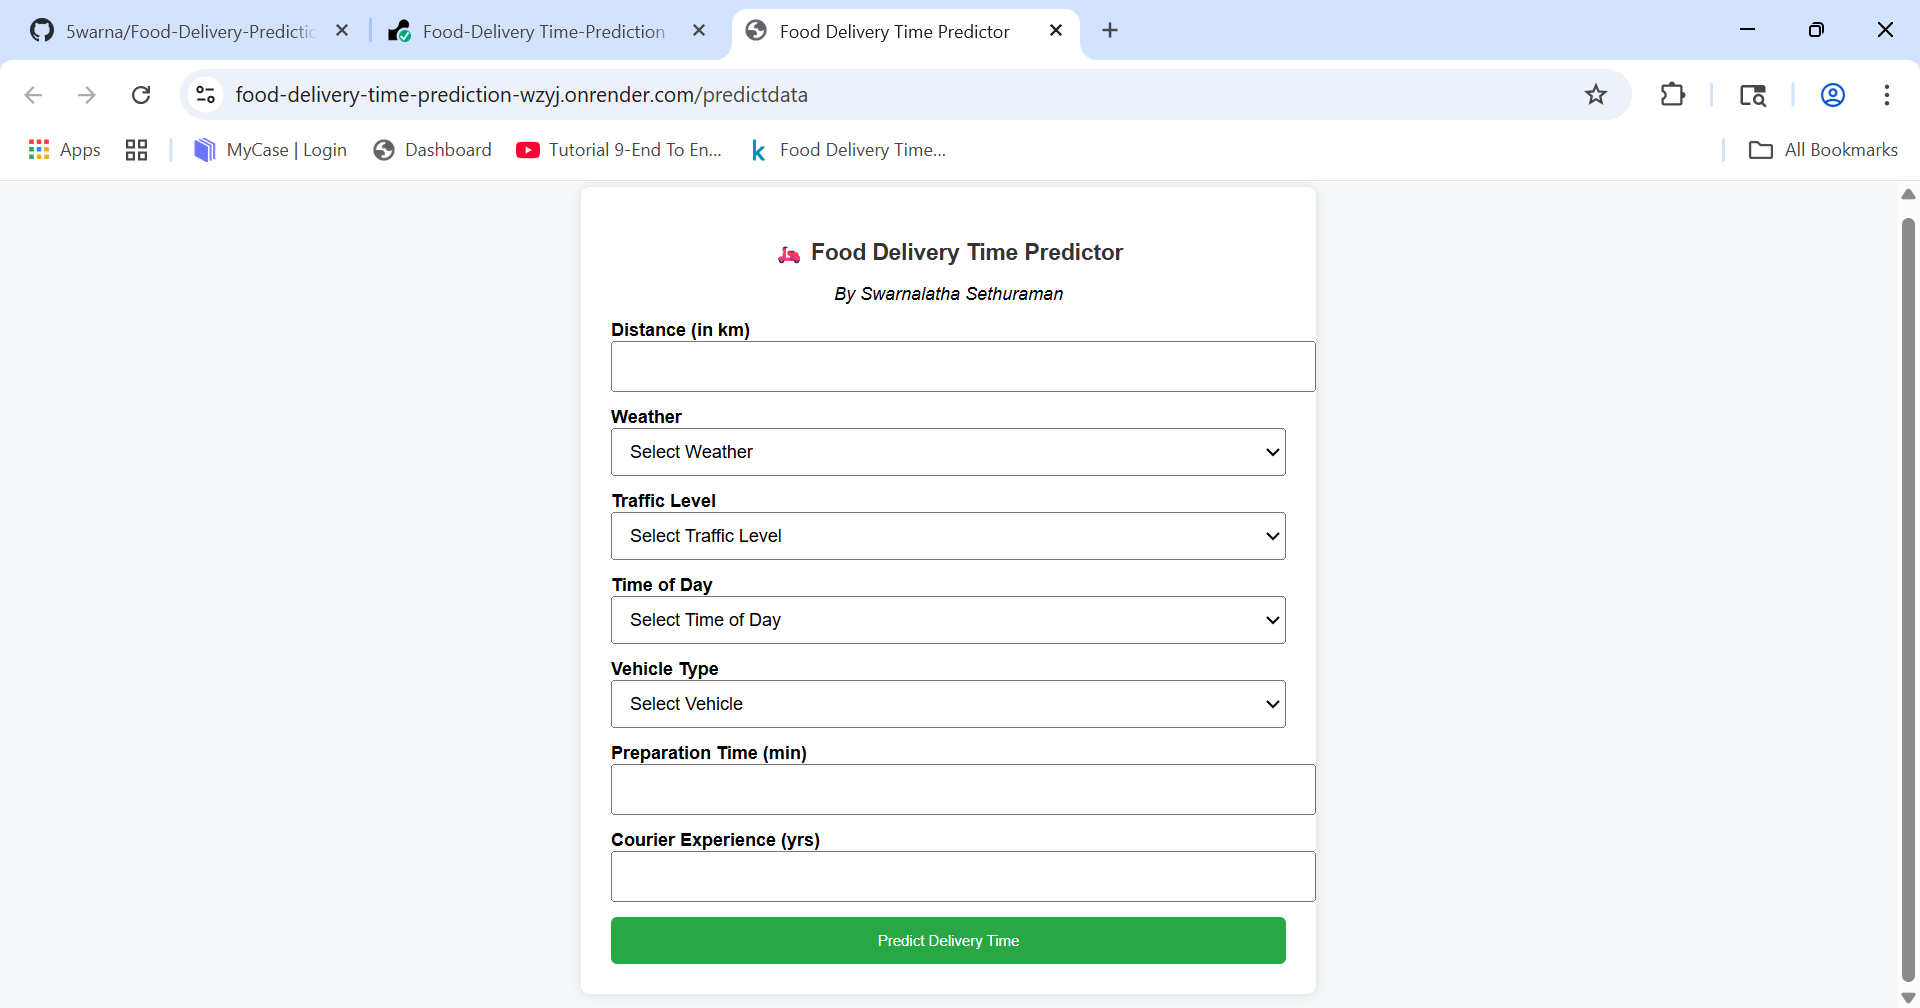 5warna/Food-Delivery-Predictic
Food-Delivery Time-Prediction
Food Delivery Time Predictor
food-delivery-time-prediction-wzyj.onrender.com/predictdata
Apps
MyCase | Login
Dashboard
Tutorial 9-End To En...
Food Delivery Time...
All Bookmarks
Food Delivery Time Predictor
By Swarnalatha Sethuraman
Distance (in km)
Weather
Select Weather
Traffic Level
Select Traffic Level
Time of Day
Select Time of Day
Vehicle Type
Select Vehicle
Preparation Time (min)
Courier Experience (yrs)
Predict Delivery Time